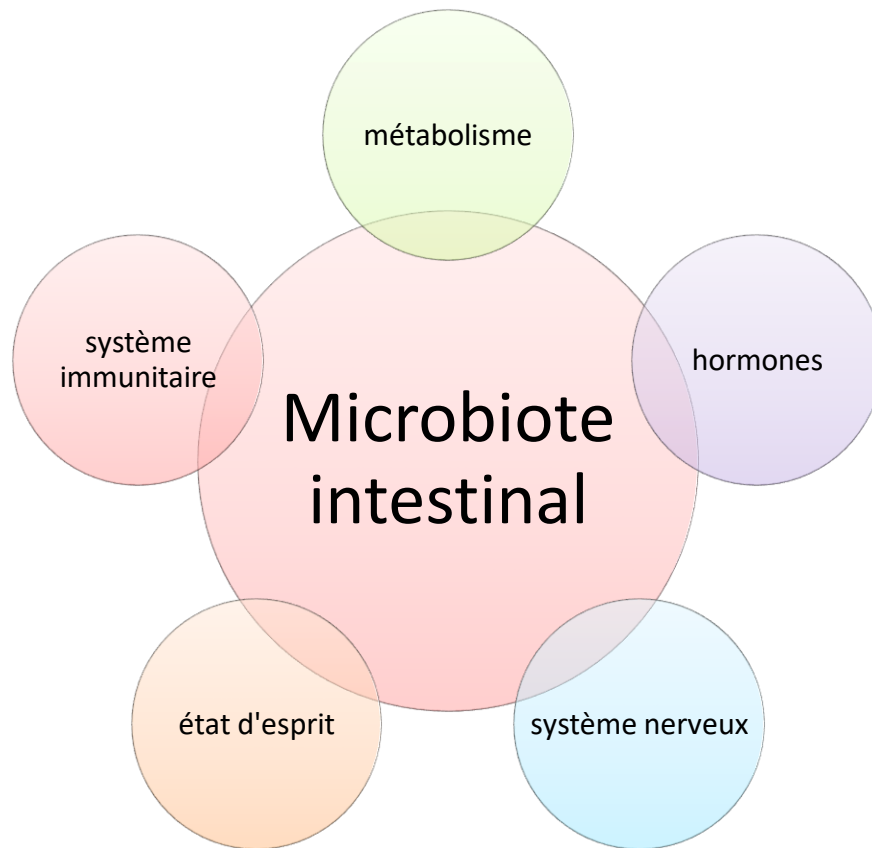 métabolisme
système
immunitaire
hormones
Microbiote
intestinal
état d'esprit
système nerveux